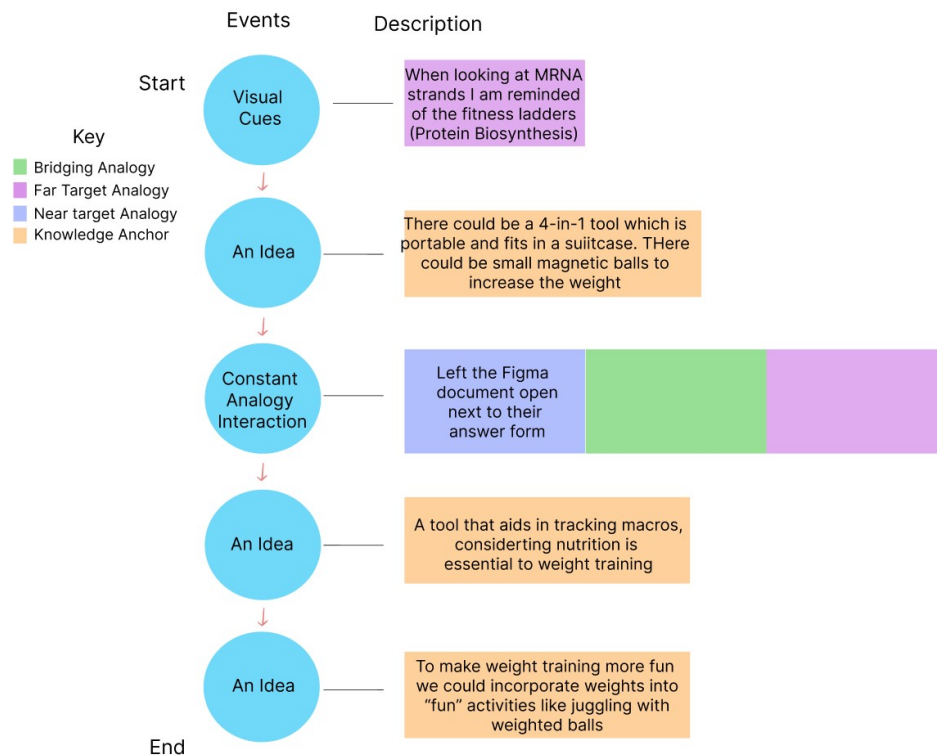 Events
Description
Start
Visual
Cues
When looking at MRNA
strands I am reminded
of the fitness ladders
(Protein Biosynthesis)
Key
Bridging Analogy
Far Target Analogy
Near target Analogy
Knowledge Anchor
An Idea
There could be a 4-in-1 tool which is
portable and fits in a suiitcase. THere
could be small magnetic balls to
increase the weight
Constant
Analogy
Interaction
Left the Figma
document open
next to their
answer form
An Idea
A tool that aids in tracking macros,
considerting nutrition is
essential to weight training
An Idea
To make weight training more fun
we could incorporate weights into
“fun” activities like juggling with
weighted balls
End